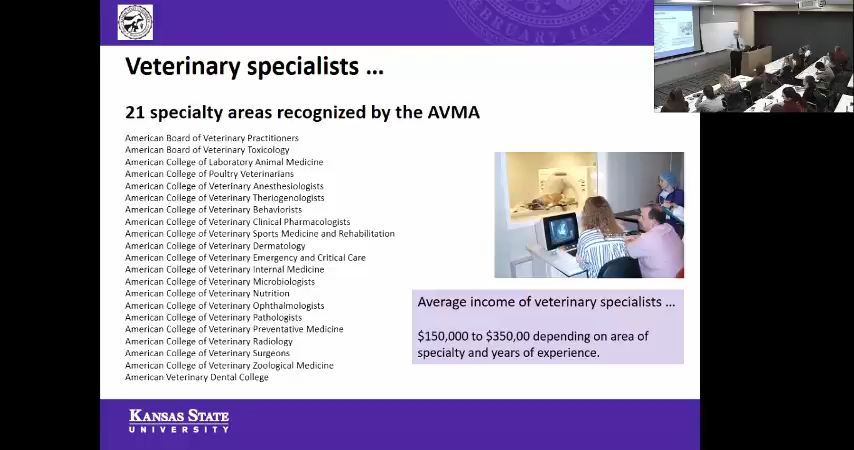 FEBRUARY 16, 186
Veterinary specialists ...
21 specialty areas recognized by the AVMA
American Board of Veterinary Practitioners
American Board of Veterinary Toxicology
American College of Laboratory Animal Medicine
American College of Poultry Veterinarians
American College of Veterinary Anesthesiologists
American College of Veterinary Theriogenologists
American College of Veterinary Behaviorists
American College of Veterinary Clinical Pharmacologists
American College of Veterinary Sports Medicine and Rehabilitation
American College of Veterinary Dermatology
American College of Veterinary Emergency and Critical Care
American College of Veterinary Internal Medicine
American College of Veterinary Microbiologists
American College of Veterinary Nutrition
American College of Veterinary Ophthalmologists
American College of Veterinary Pathologists
American College of Veterinary Preventative Medicine
American College of Veterinary Radiology
American College of Veterinary Surgeons
American College of Veterinary Zoological Medicine
American Veterinary Dental College
Average income of veterinary specialists ...
$150,000 to $350,00 depending on area of
specialty and years of experience.
KANSAS STATE
UNIVERSITY